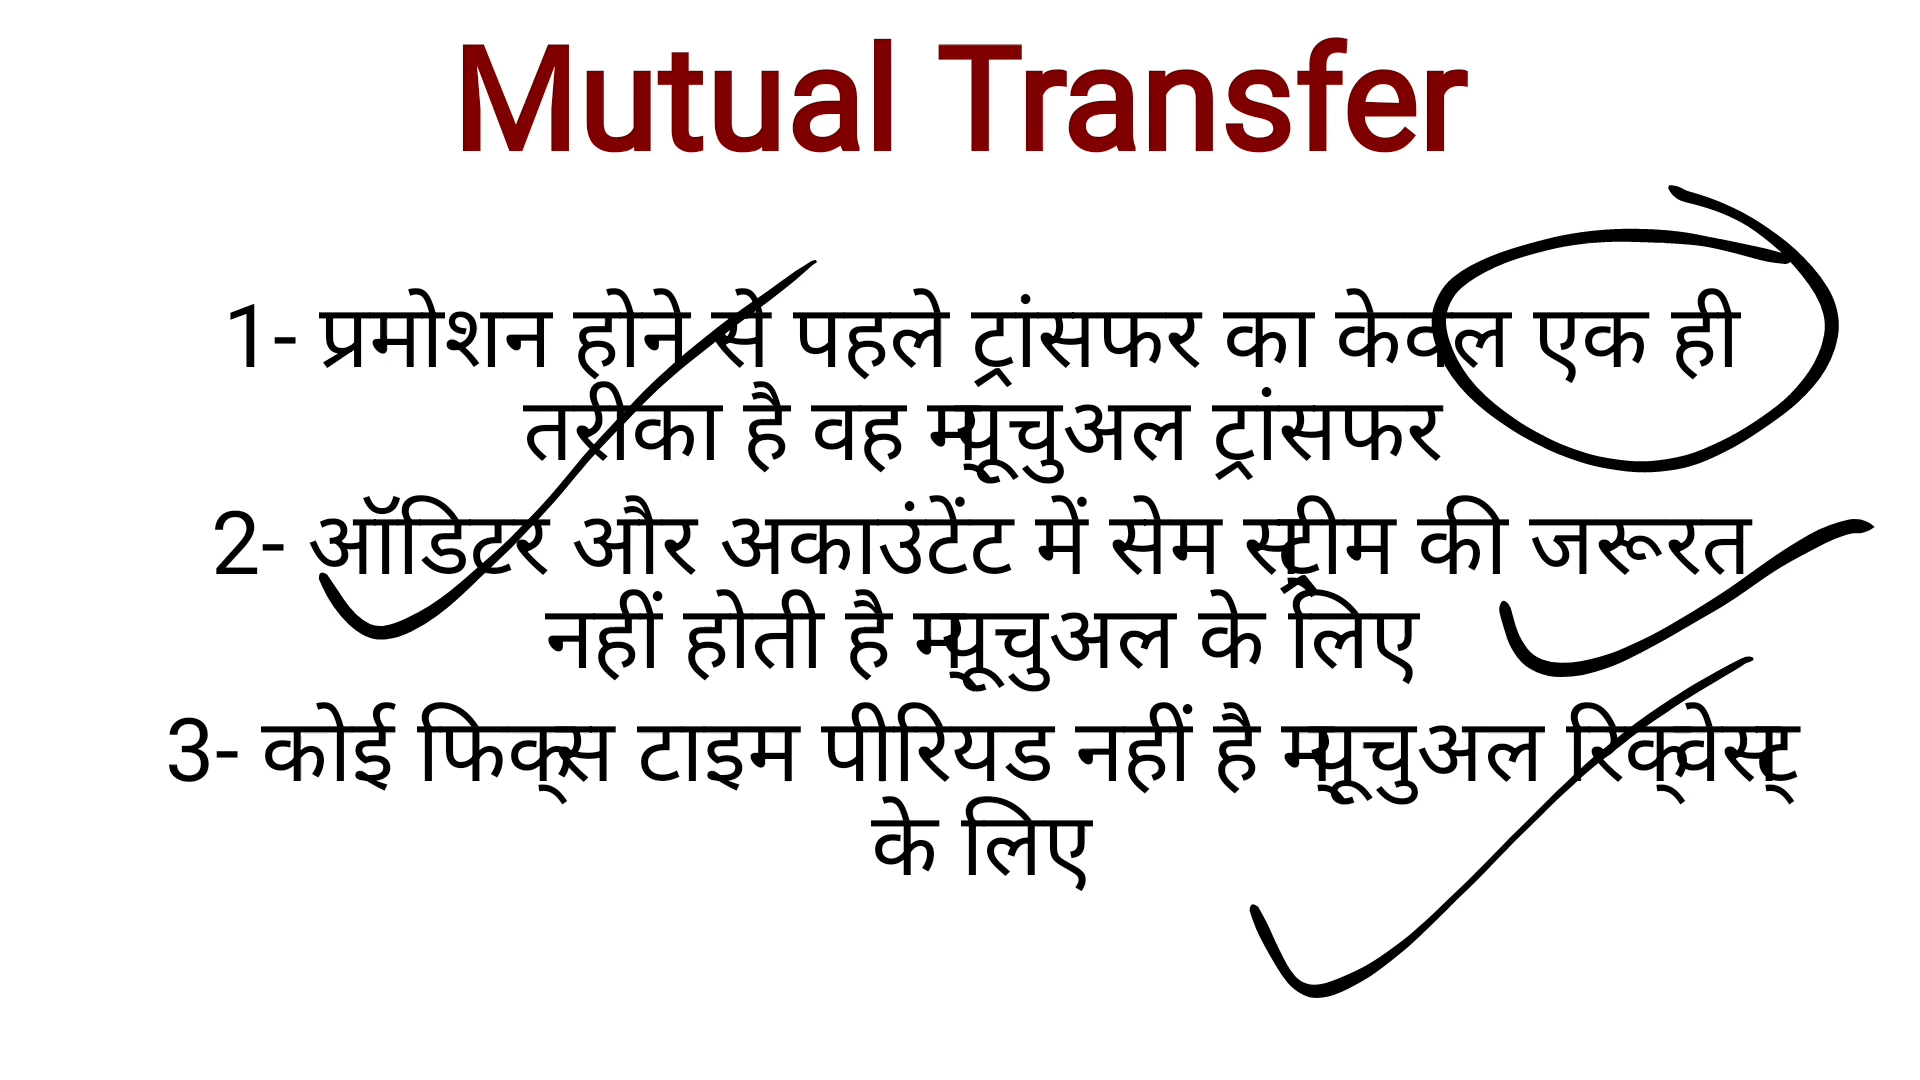 Mutual Transfer
1- प्रमोशन होने से पहले ट्रांसफर का केवल एक ही
तरीका है वह म्यूचुअल ट्रांसफर
2- ऑडिटर और अकाउंटेंट में सेम स्ट्रीम की जरूरत
नहीं होती है म्यूचुअल के लिए
3- कोई फिक्स टाइम पीरियड नहीं है म्यूचुअल रिक्वेस्ट
के लिए